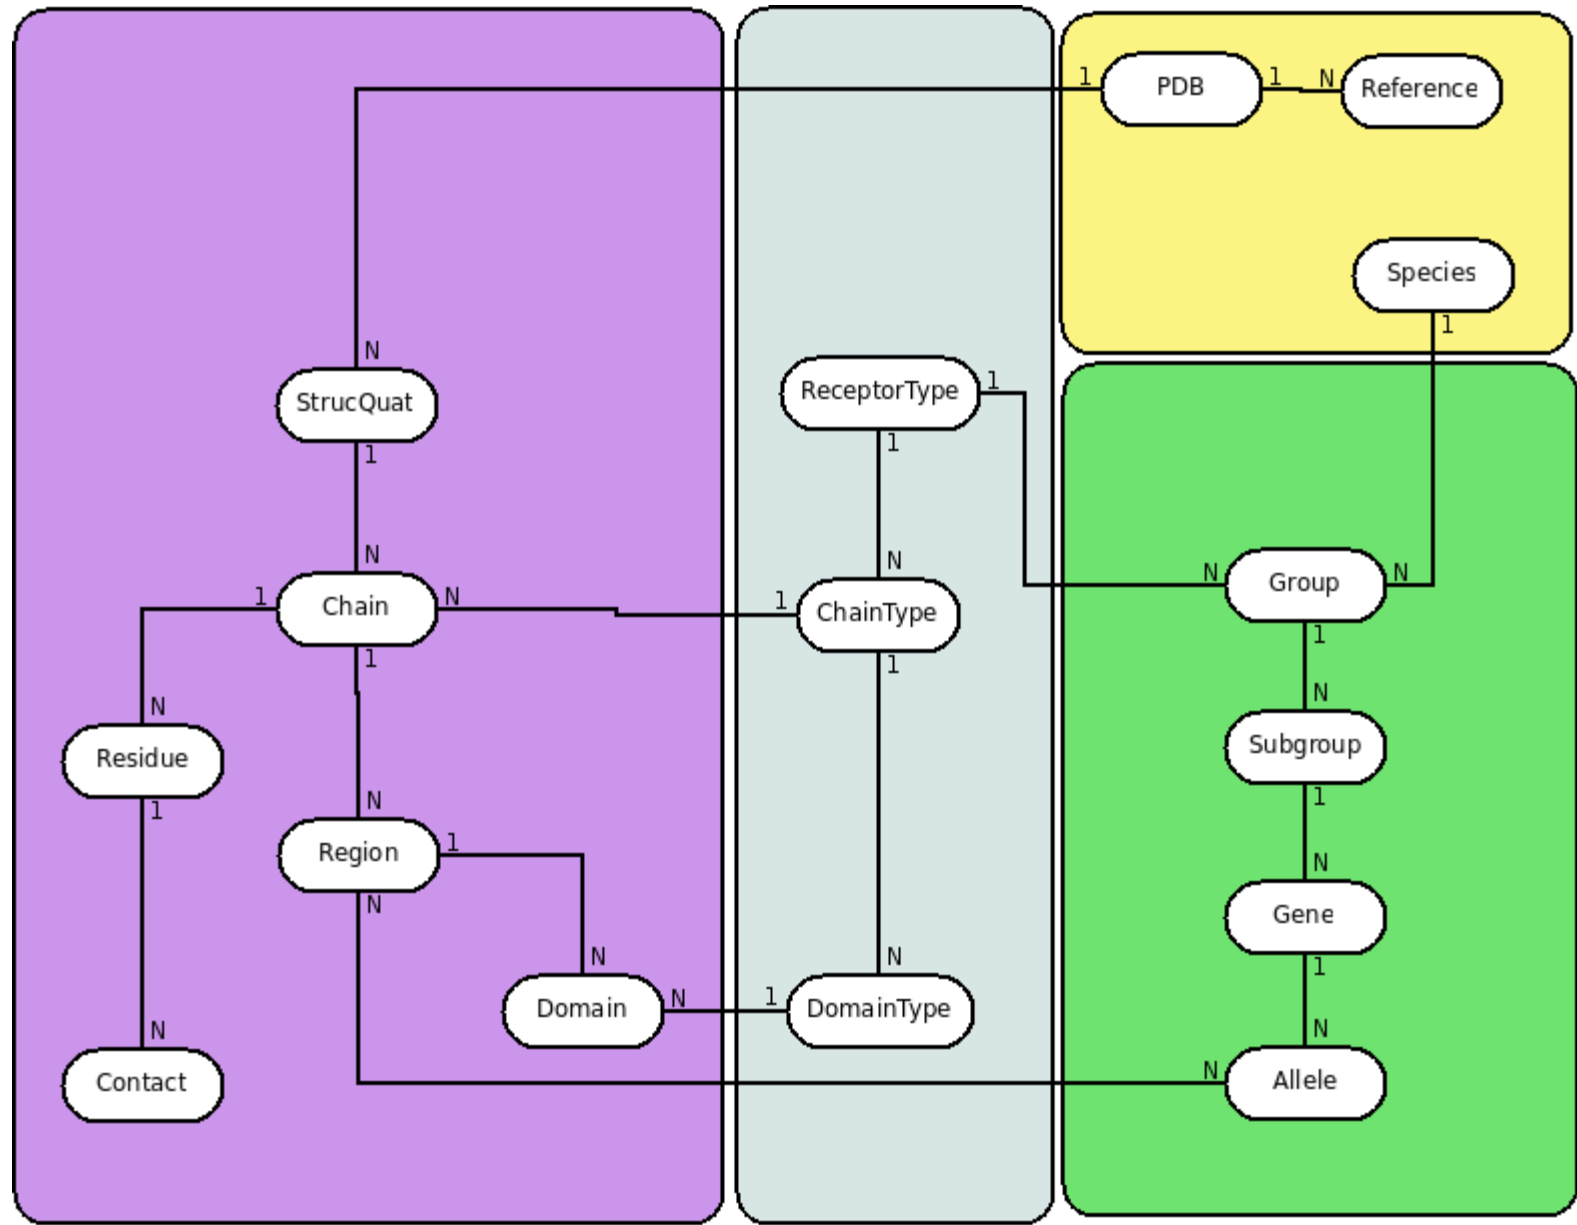 1 PDB 1 N Reference
Species
1
N
StrucQuat
1
ReceptorType 1
1
N
N
1 Chain N
1 ChainType
1
1
N Group N
1
N
Residue
1
N
Subgroup
1
N
Region 1
N
N
Gene
1
N
Domain N
N
1 DomainType
N
Contact
N
N Allele